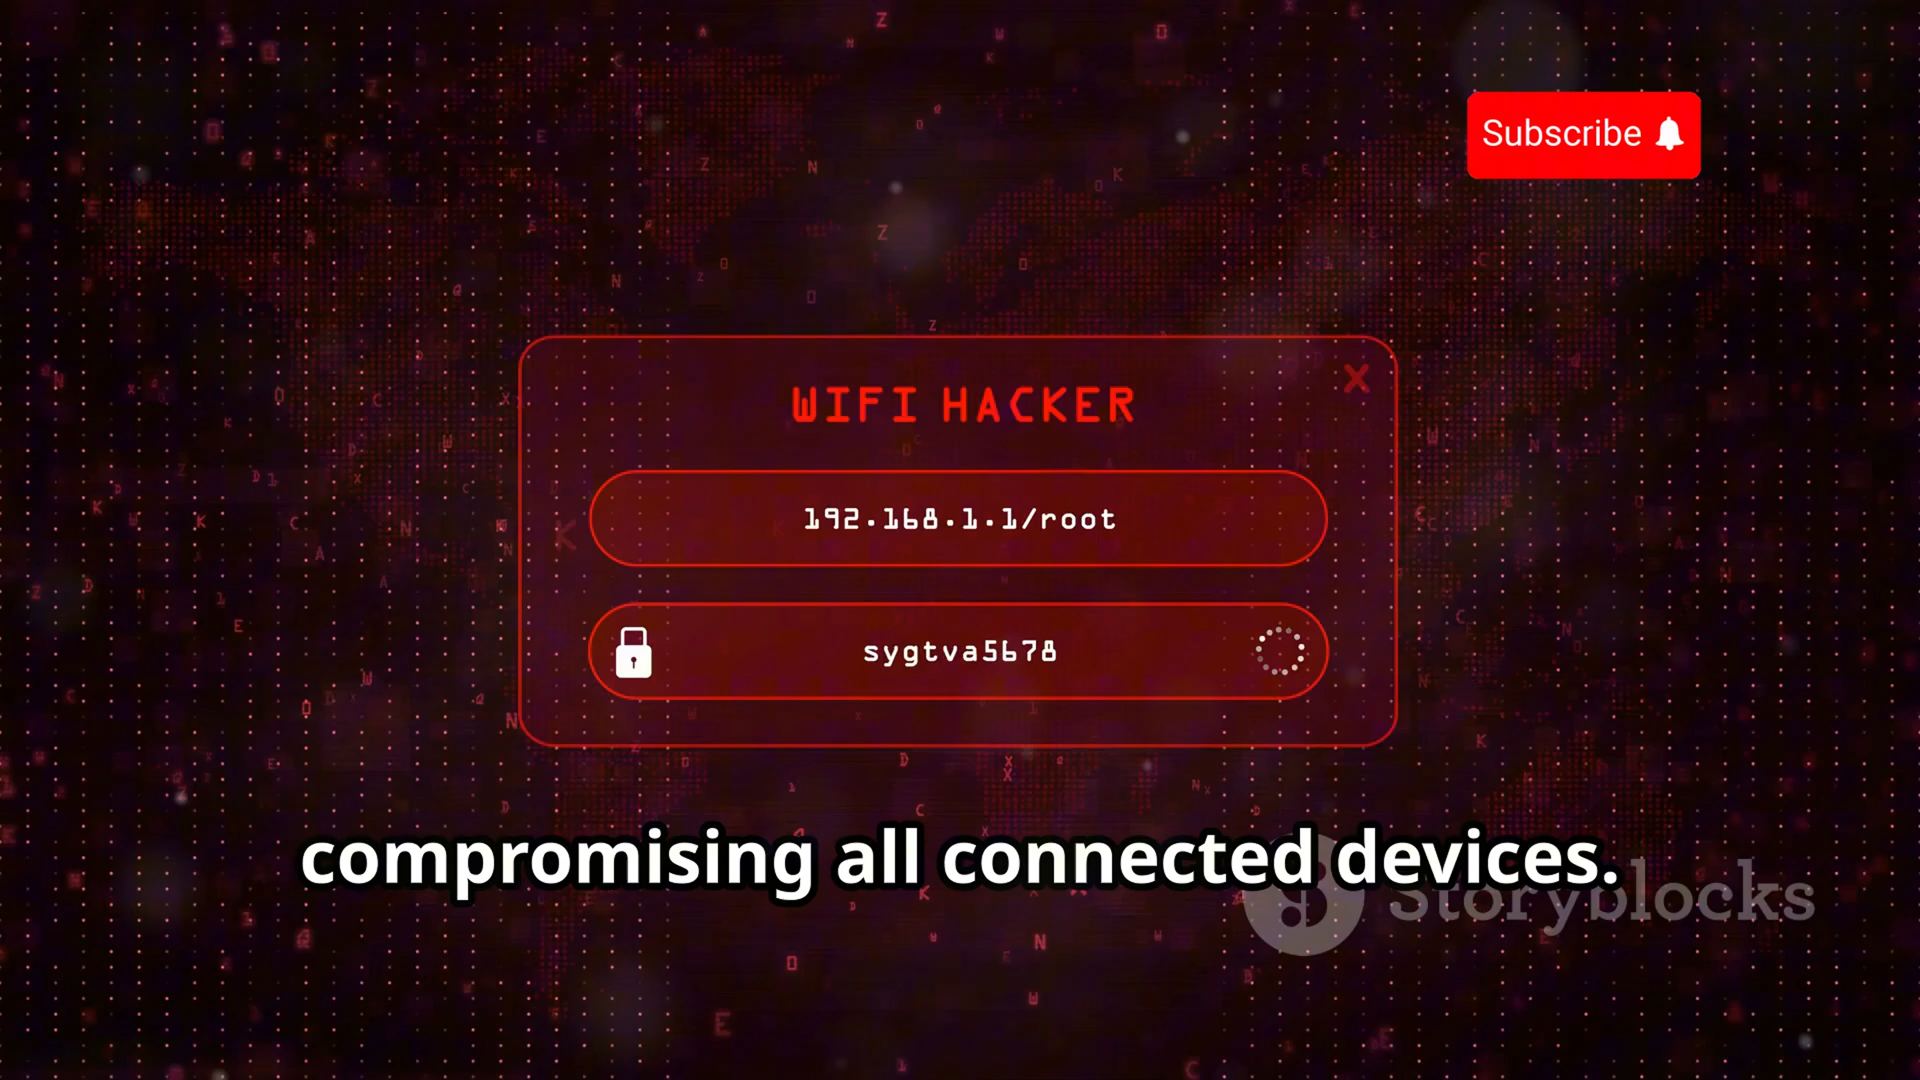 Subscribe
WIFI HACKER
X
192.168.1.1/root
sygtva5678
compromising all connected devices.
Storyblocks